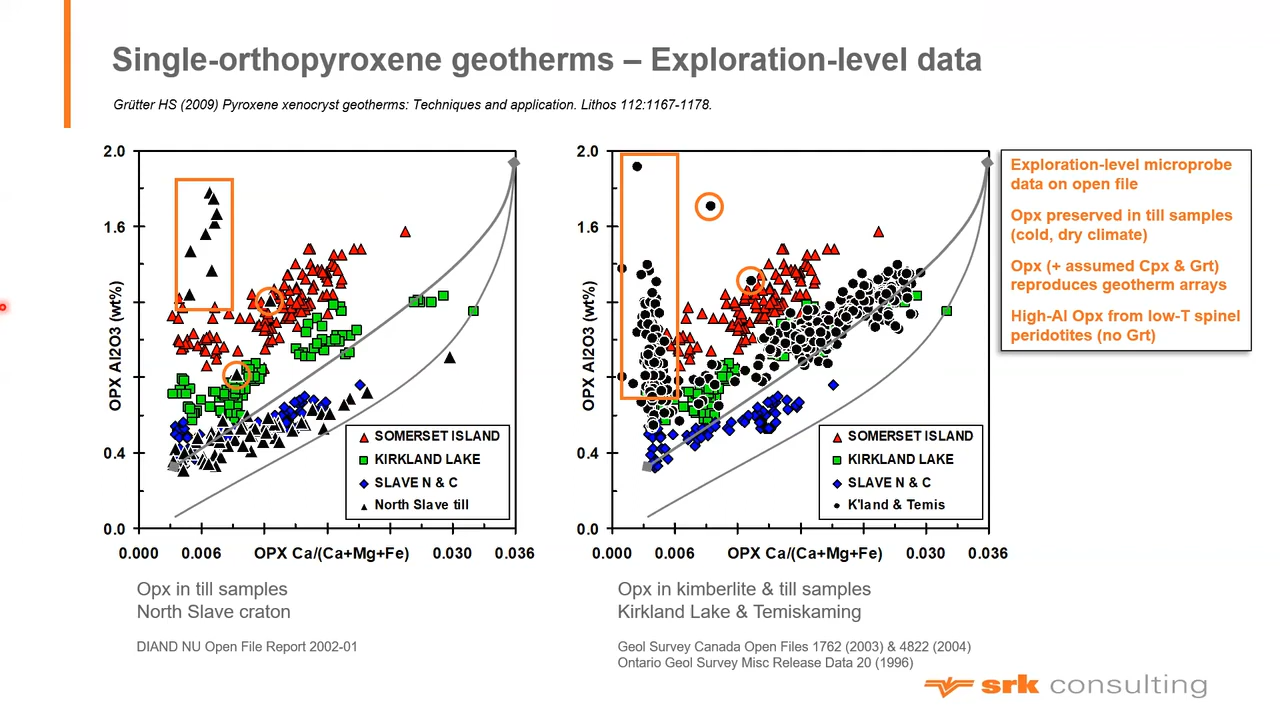 Single-orthopyroxene geotherms – Exploration-level data
Grütter HS (2009) Pyroxene xenocryst geotherms: Techniques and application. Lithos 112:1167-1178.
2.0
1.6
0.4
0.0
OPX Al2O3 (wt%)
0.000
0.006
OPX Ca/(Ca+Mg+Fe)
0.030
0.036
SOMERSET ISLAND
KIRKLAND LAKE
SLAVE N & C
North Slave till
Opx in till samples
North Slave craton
DIAND NU Open File Report 2002-01
2.0
1.6
0.4
0.0
OPX Al2O3 (wt%)
0.000
0.006
OPX Ca/(Ca+Mg+Fe)
0.030
0.036
SOMERSET ISLAND
KIRKLAND LAKE
SLAVE N & C
K'land & Temis
Opx in kimberlite & till samples
Kirkland Lake & Temiskaming
Geol Survey Canada Open Files 1762 (2003) & 4822 (2004)
Ontario Geol Survey Misc Release Data 20 (1996)
Exploration-level microprobe
data on open file
Opx preserved in till samples
(cold, dry climate)
Opx (+ assumed Cpx & Grt)
reproduces geotherm arrays
High-Al Opx from low-T spinel
peridotites (no Grt)
srk consulting